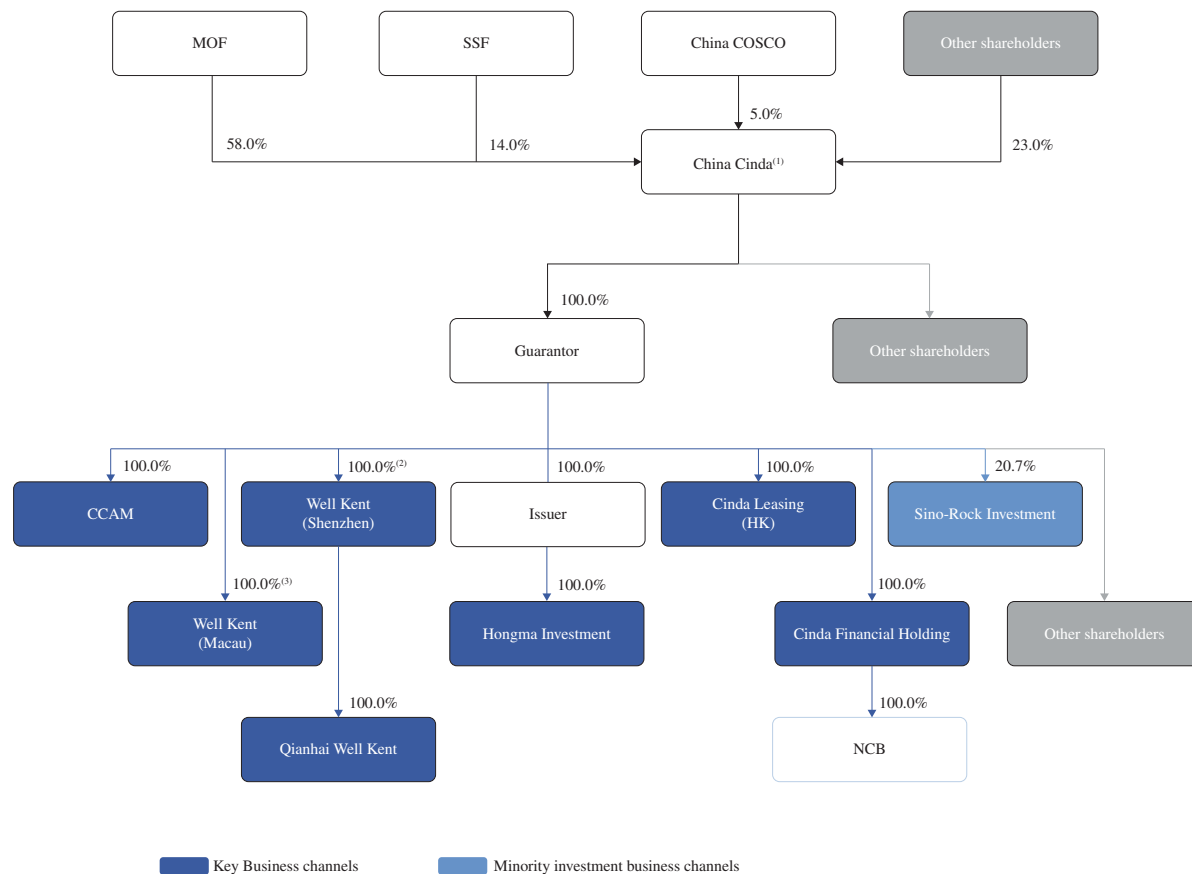 MOF
SSF
China COSCO
Other shareholders
5.0%
58.0%
14.0%
23.0%
China Cinda(1)
100.0%
Guarantor
Other shareholders
100.0%
100.0%(2)
100.0%
100.0%
20.7%
CCAM
Well Kent
(Shenzhen)
Issuer
Cinda Leasing
(HK)
Sino-Rock Investment
100.0%(3)
100.0%
100.0%
Well Kent
(Macau)
Hongma Investment
Cinda Financial Holding
Other shareholders
100.0%
100.0%
Qianhai Well Kent
NCB
Key Business channels
Minority investment business channels